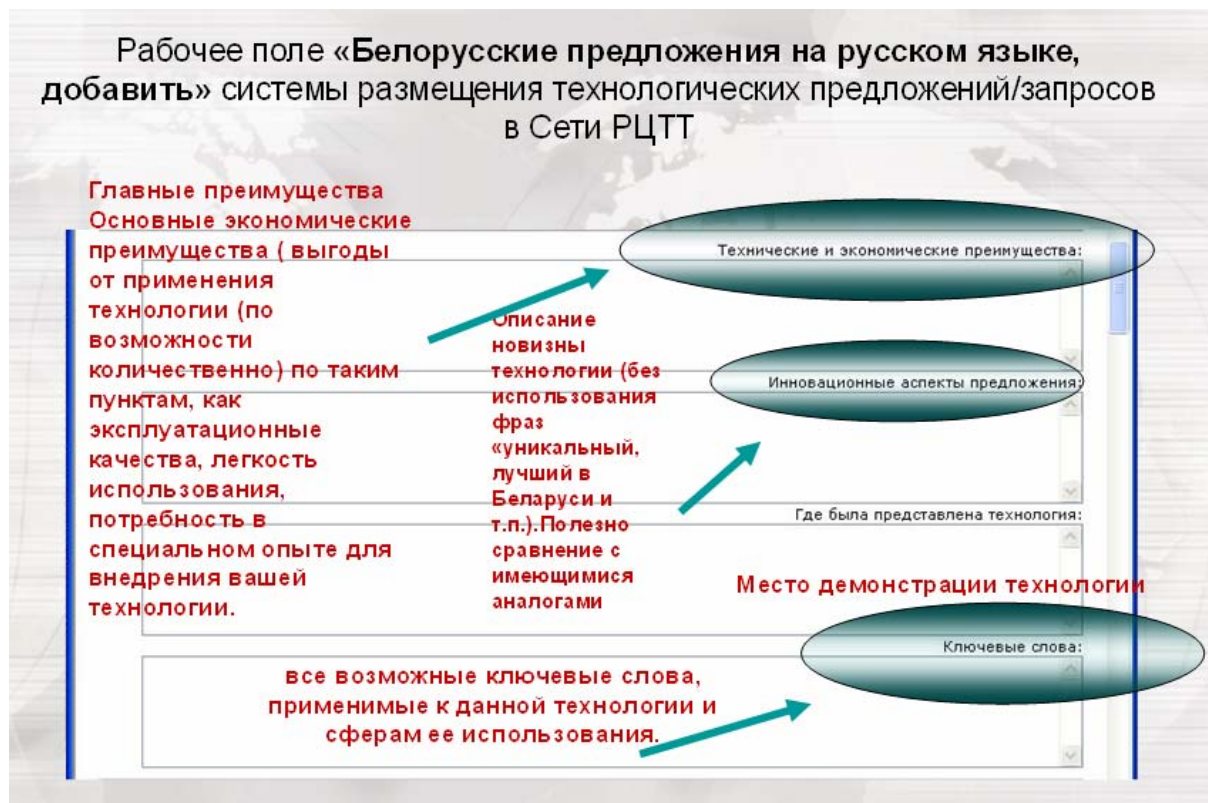 Рабочее поле «Белорусские предложения на русском языке,
добавить» системы размещения технологических предложений/запросов
в Сети РЦТТ
Главные преимущества
Основные экономические
преимущества ( выгоды
от применения
технологии (по
возможности
количественно) по таким
пунктам, как
эксплуатационные
качества, легкость
использования,
потребность в
специальном опыте для
внедрения вашей
технологии.
Технические и экономические преимущества:
Описание
новизны
технологии (без
использования
фраз
«уникальный,
лучший в
Беларуси и
т.п.).Полезно
сравнение с
имеющимися
аналогами
Инновационные аспекты предложения:
Где была представлена технология:
Место демонстрации технологии
Ключевые слова:
все возможные ключевые слова,
применимые к данной технологии и
сферам ее использования.